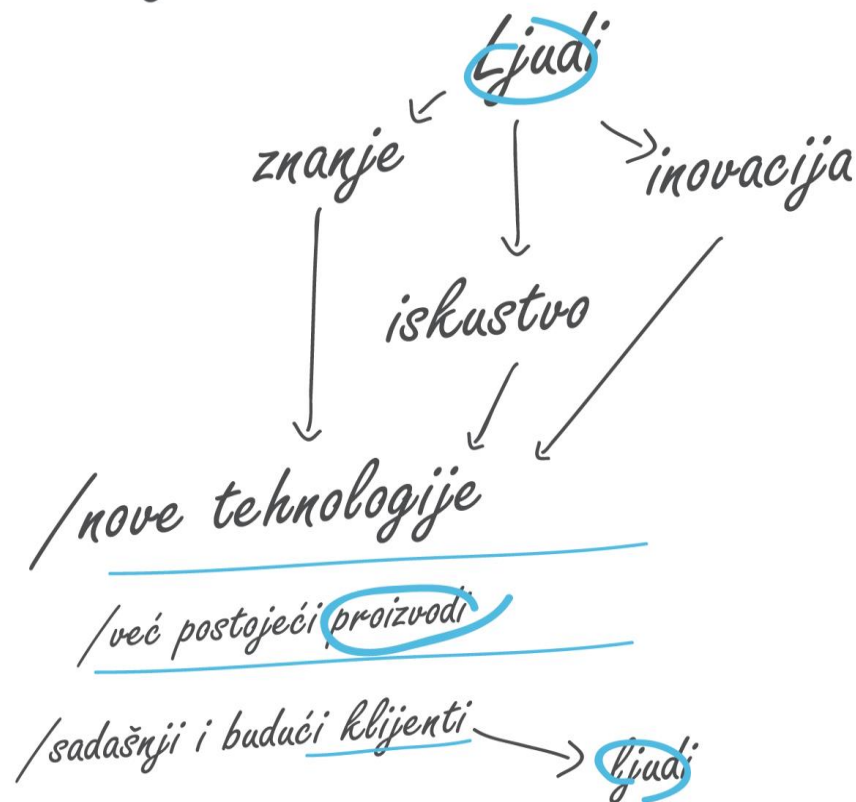 Ljudi
znanje
inovacija
iskustvo
/nove tehnologije
/već postojeći proizvodi
/sadašnji i budući klijenti
ljudi